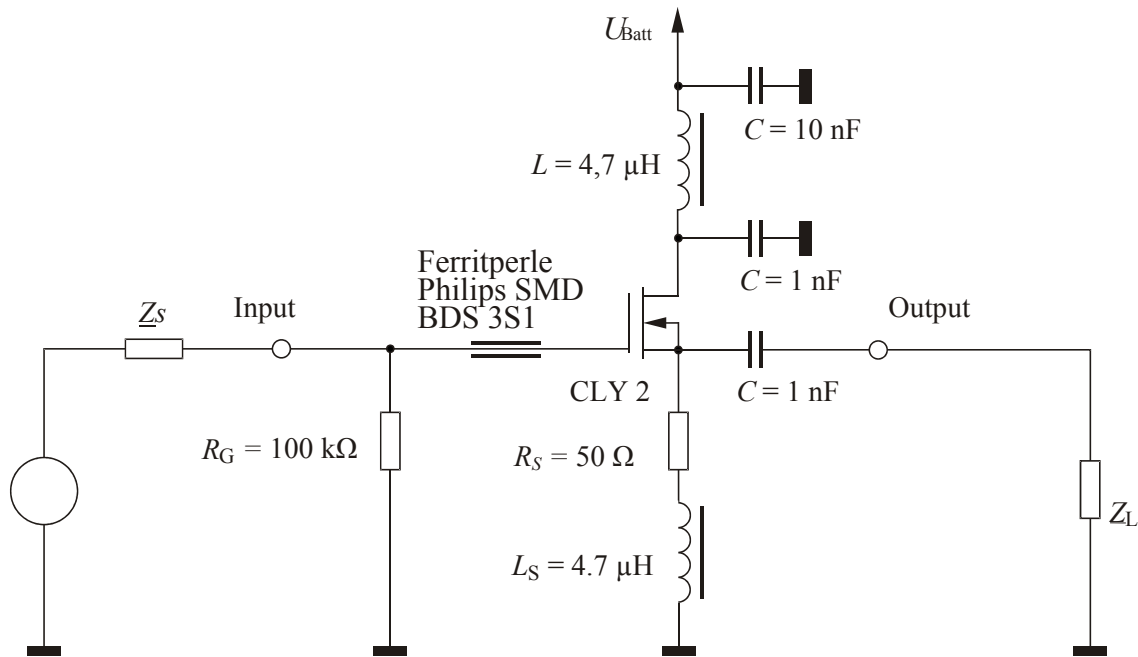 UBatt
C = 10 nF
L = 4,7 µH
Ferritperle
Philips SMD
BDS 3S1
C = 1 nF
ZS
Input
Output
CLY 2
C = 1 nF
RG = 100 kΩ
RS = 50 Ω
ZL
LS = 4.7 µH